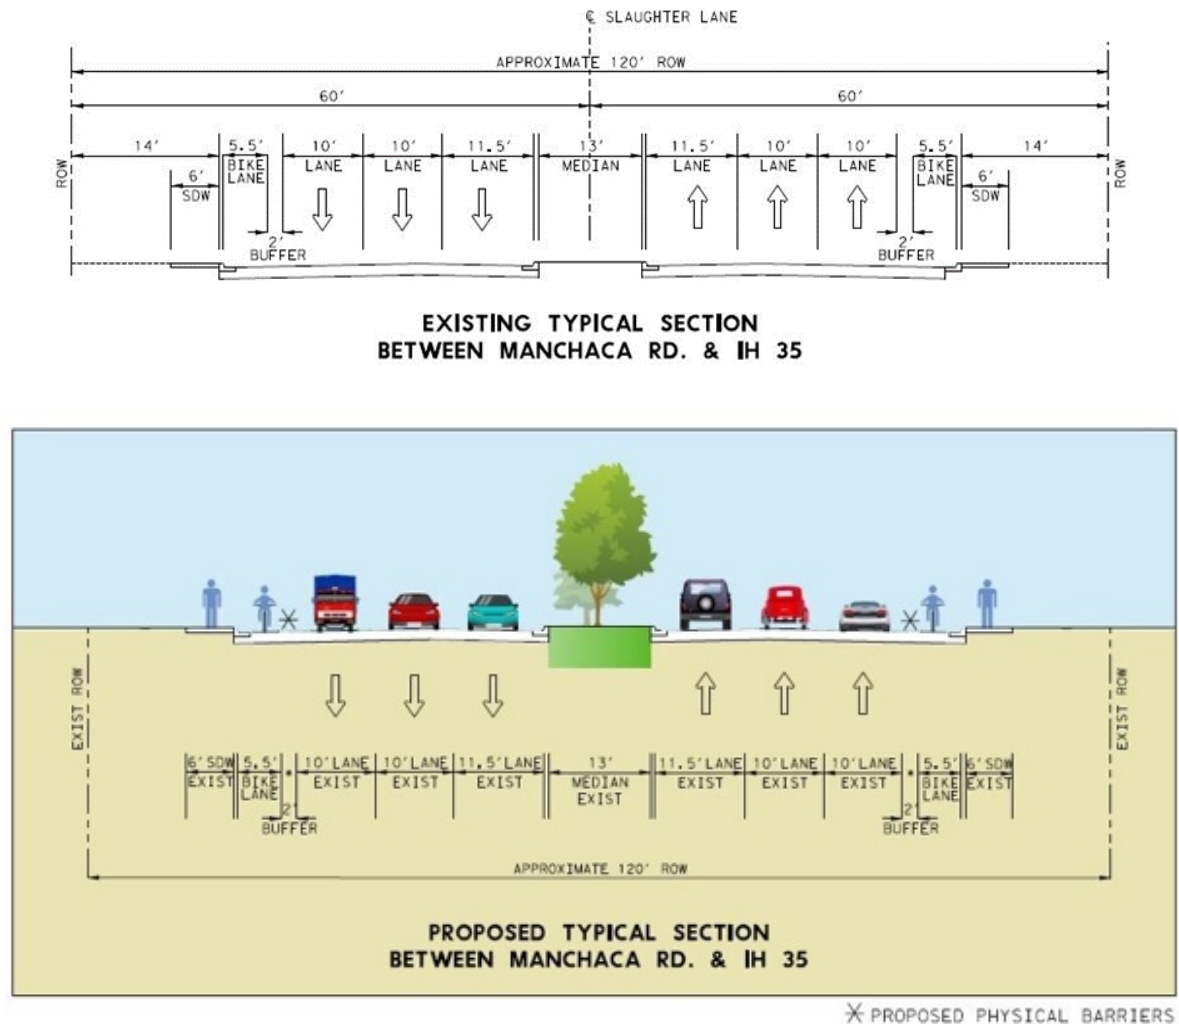 ℄ SLAUGHTER LANE
APPROXIMATE 120' ROW
60' 60'
14' 5.5' 10' 10' 11.5' 13' 11.5' 10' 10' 5.5' 14'
BIKE LANE LANE LANE MEDIAN LANE LANE LANE BIKE
LANE LANE
ROW 6' 6' ROW
SDW SDW
2' 2'
BUFFER BUFFER
EXISTING TYPICAL SECTION
BETWEEN MANCHACA RD. & IH 35
EXIST ROW EXIST ROW
6' SDW 5.5' * 10' LANE 10' LANE 11.5' LANE 13' 11.5' LANE 10' LANE 10' LANE * 5.5' 6' SDW
EXIST BIKE EXIST EXIST EXIST MEDIAN EXIST EXIST EXIST BIKE EXIST
LANE EXIST LANE
2' 2'
BUFFER BUFFER
APPROXIMATE 120' ROW
PROPOSED TYPICAL SECTION
BETWEEN MANCHACA RD. & IH 35
* PROPOSED PHYSICAL BARRIERS